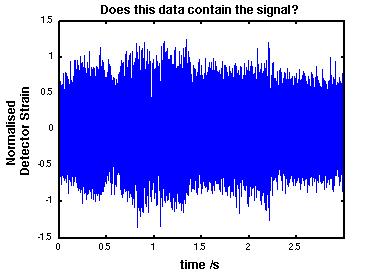 Does this data contain the signal?
1.5
1
0.5
0
-0.5
-1
-1.5
Normalised
Detector Strain
0 0.5 1 1.5 2 2.5
time /s